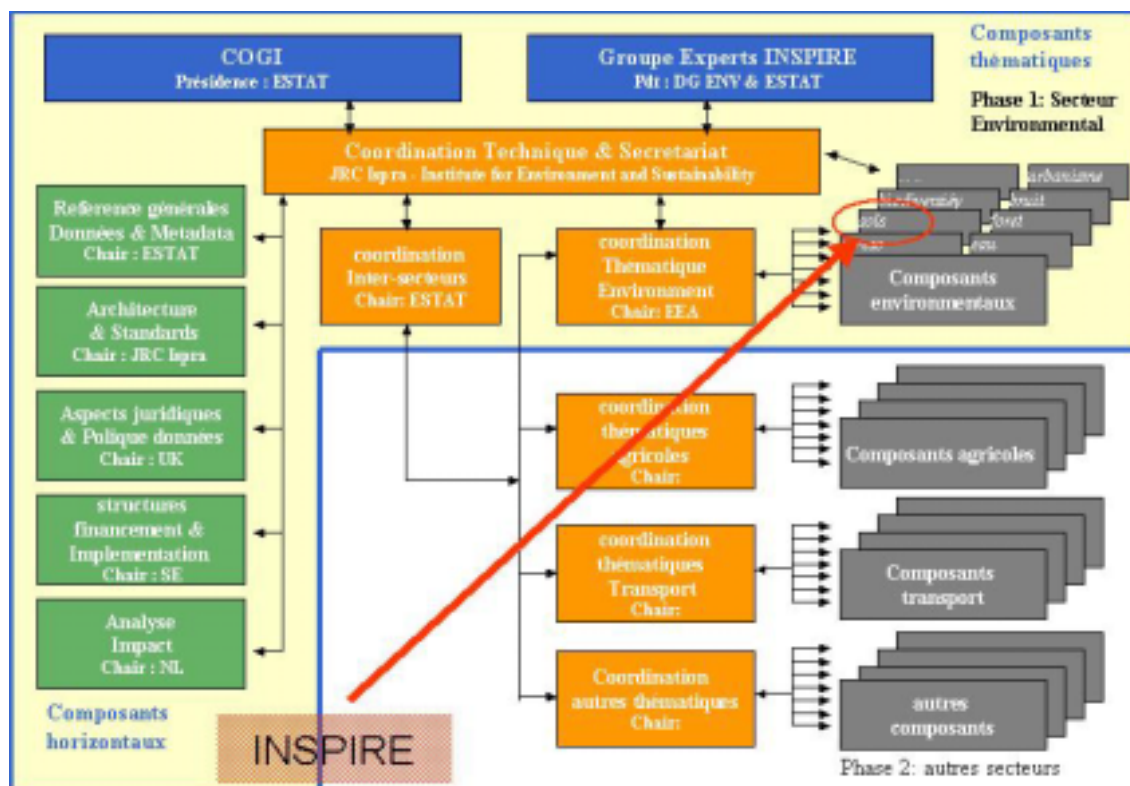 COGI
Présidence : ESTAT
Groupe Experts INSPIRE
Pdt : DG ENV & ESTAT
Composants
thématiques
Phase 1: Secteur
Environmental
Coordination Technique & Secretariat
JRC Ispra - Institute for Environment and Sustainability
urbanisme
biodiversity
bruit
sols
foret
eau
Composants
environmentaux
Reference générales
Données & Metadata
Chair : ESTAT
coordination
Inter-secteurs
Chair: ESTAT
coordination
Thématique
Environment
Chair: EEA
Architecture
& Standards
Chair : JRC Ispra
Aspects juridiques
& Polique données
Chair : UK
coordination
thématiques
agricoles
Chair:
Composants agricoles
structures
financement &
Implementation
Chair : SE
coordination
thématiques
Transport
Chair:
Composants
transport
Analyse
Impact
Chair : NL
Coordination
autres thématiques
Chair:
autres
composants
Composants
horizontaux
INSPIRE
Phase 2: autres secteurs